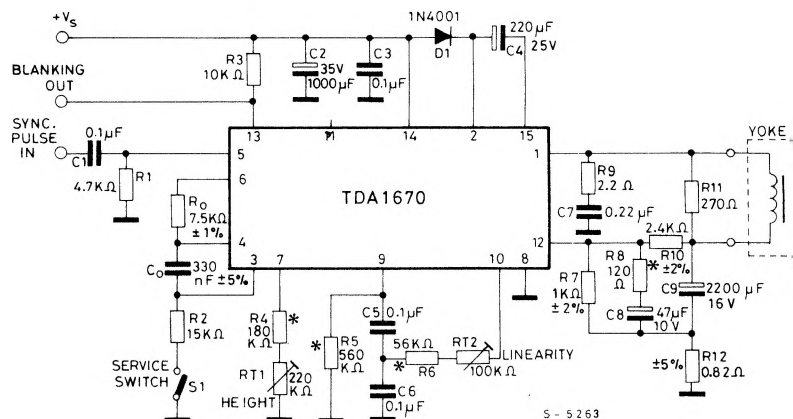 +Vs
1N4001
D1
220µF
25V
C4
R3
10KΩ
C2
35V
1000µF
C3
0.1µF
BLANKING
OUT
SYNC.
PULSE
IN
0.1µF
C1
R1
4.7KΩ
13
11
14
2
15
5
6
4
3
7
9
10
8
1
12
TDA1670
Ro
7.5KΩ
±1%
Co
330
nF ±5%
R2
15KΩ
SERVICE
SWITCH
S1
R4
180
KΩ
*
RT1
220
KΩ
HEIGHT
R5
560
KΩ
*
C5
0.1µF
56KΩ
R6
*
RT2
100KΩ
LINEARITY
C6
0.1µF
R9
2.2Ω
C7
0.22µF
R11
270Ω
YOKE
2.4KΩ
R10
±2%
R7
1KΩ
±2%
R8
120
Ω
*
C8
47µF
10V
C9
2200µF
16V
±5%
R12
0.82Ω
S-5263